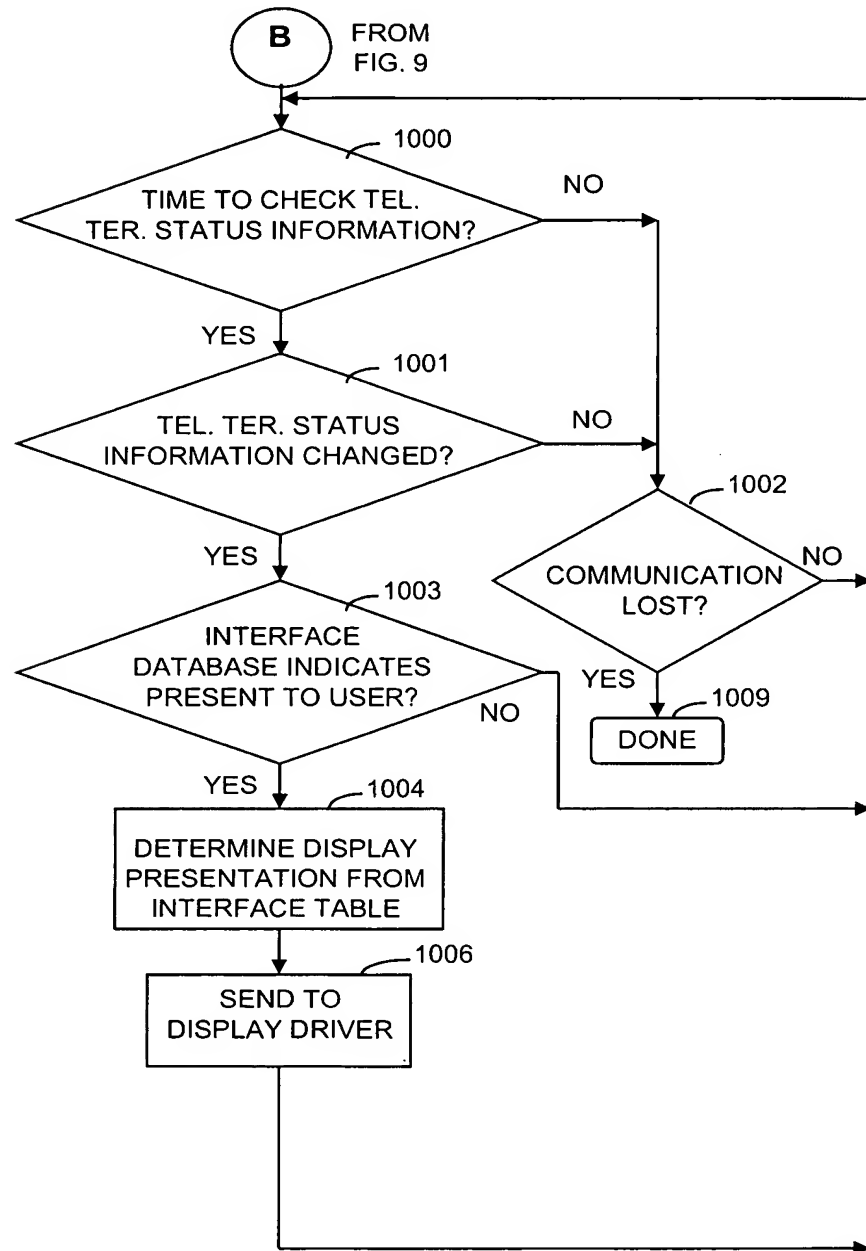 B
FROM
FIG. 9
1000
TIME TO CHECK TEL.
TER. STATUS INFORMATION?
NO
YES
1001
TEL. TER. STATUS
INFORMATION CHANGED?
NO
YES
1002
COMMUNICATION
LOST?
NO
YES
1009
DONE
1003
INTERFACE
DATABASE INDICATES
PRESENT TO USER?
NO
YES
1004
DETERMINE DISPLAY
PRESENTATION FROM
INTERFACE TABLE
1006
SEND TO
DISPLAY DRIVER